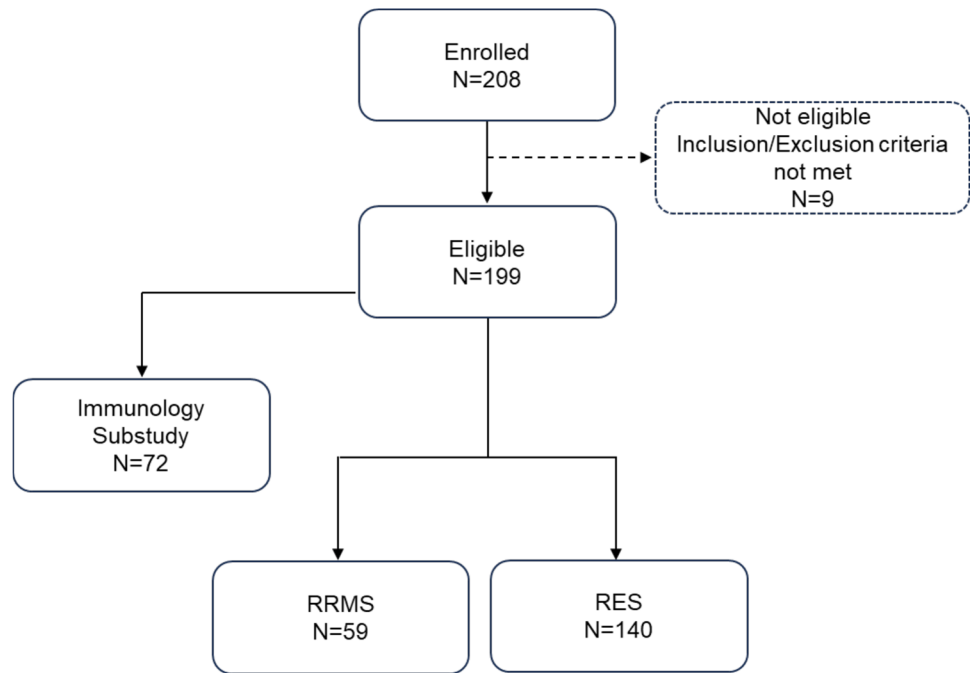 Enrolled
N=208
Not eligible
Inclusion/Exclusion criteria
not met
N=9
Eligible
N=199
Immunology
Substudy
N=72
RRMS
N=59
RES
N=140